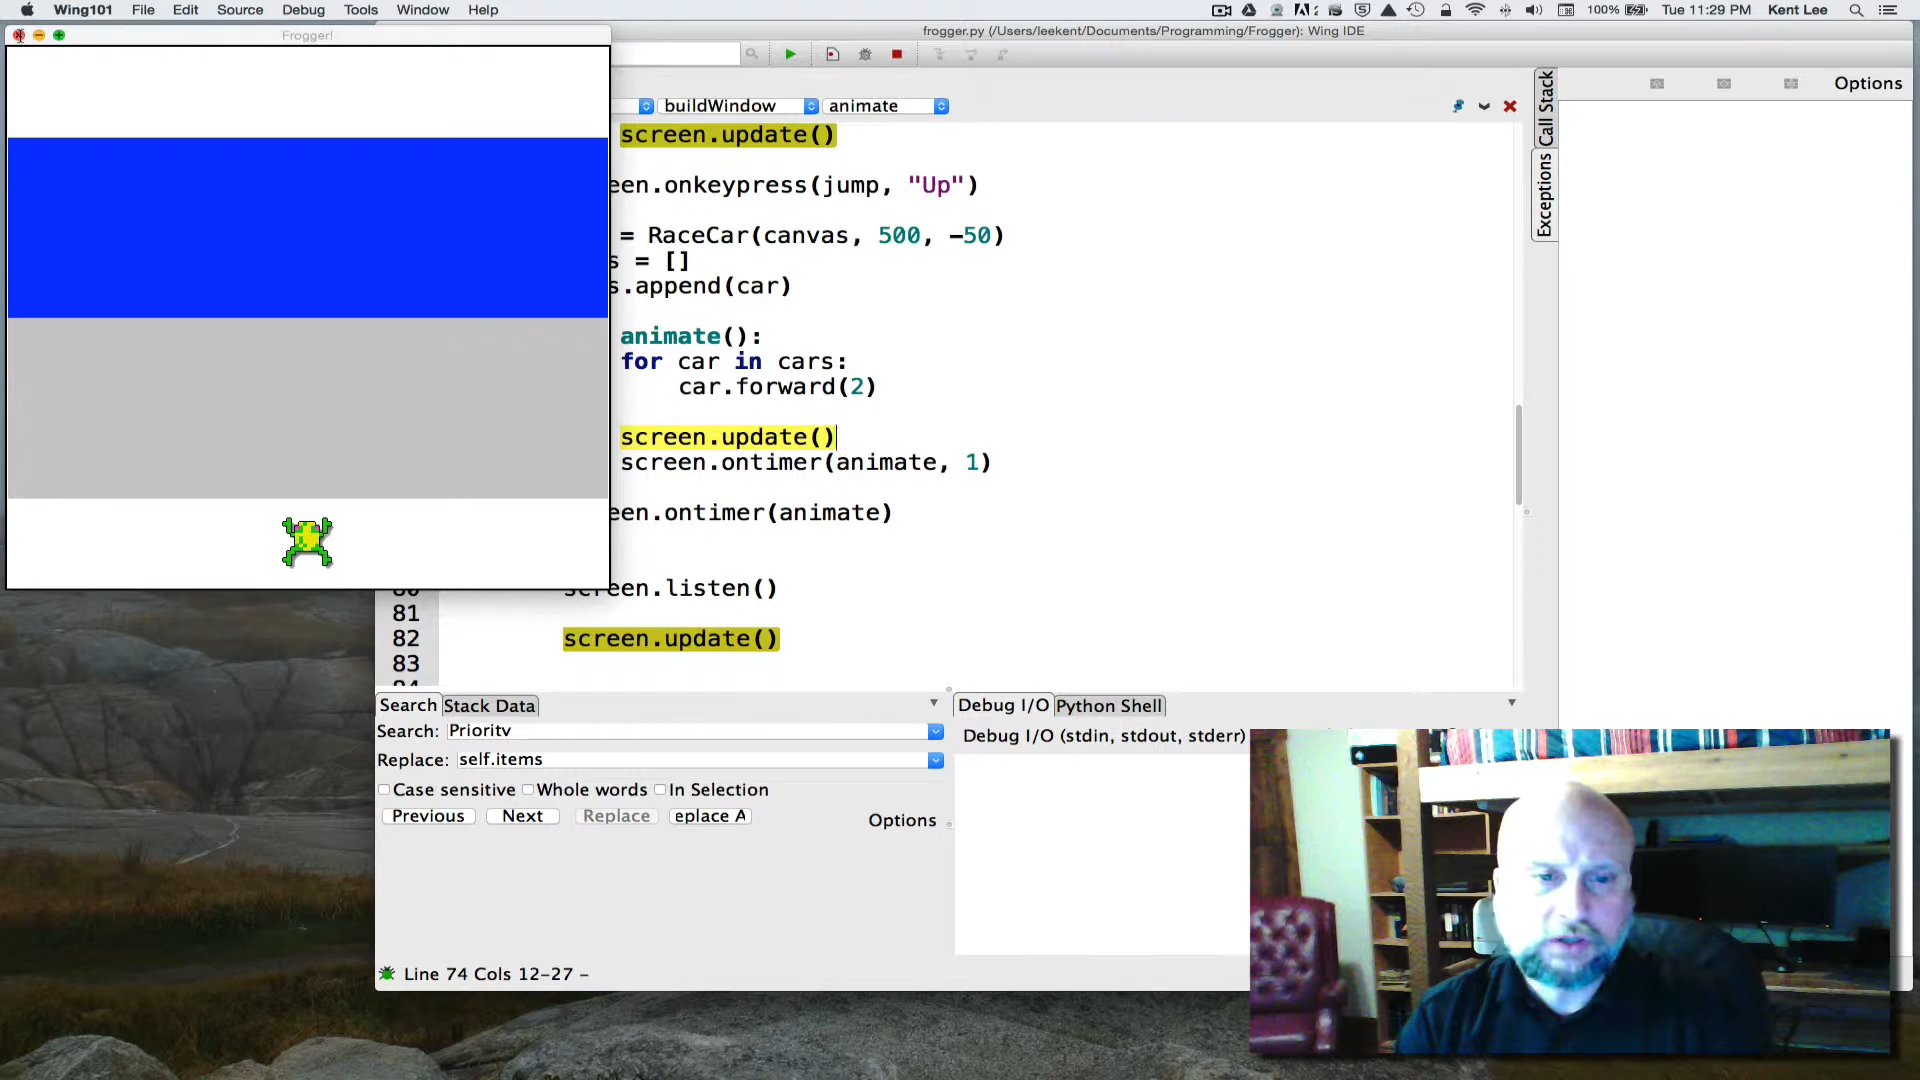 Wing101 File Edit Source Debug Tools Window Help 100% Tue 11:29 PM Kent Lee
Frogger!
frogger.py (/Users/leekent/Documents/Programming/Frogger): Wing IDE
buildWindow animate
Options
Call Stack
Exceptions
screen.update()
een.onkeypress(jump, "Up")
= RaceCar(canvas, 500, -50)
s = []
s.append(car)
animate():
for car in cars:
car.forward(2)
screen.update()
screen.ontimer(animate, 1)
een.ontimer(animate)
screen.listen()
81
82 screen.update()
83
Search Stack Data
Search: Priority
Replace: self.items
Case sensitive Whole words In Selection
Previous Next Replace eplace A
Options
Debug I/O Python Shell
Debug I/O (stdin, stdout, stderr)
Line 74 Cols 12-27 -